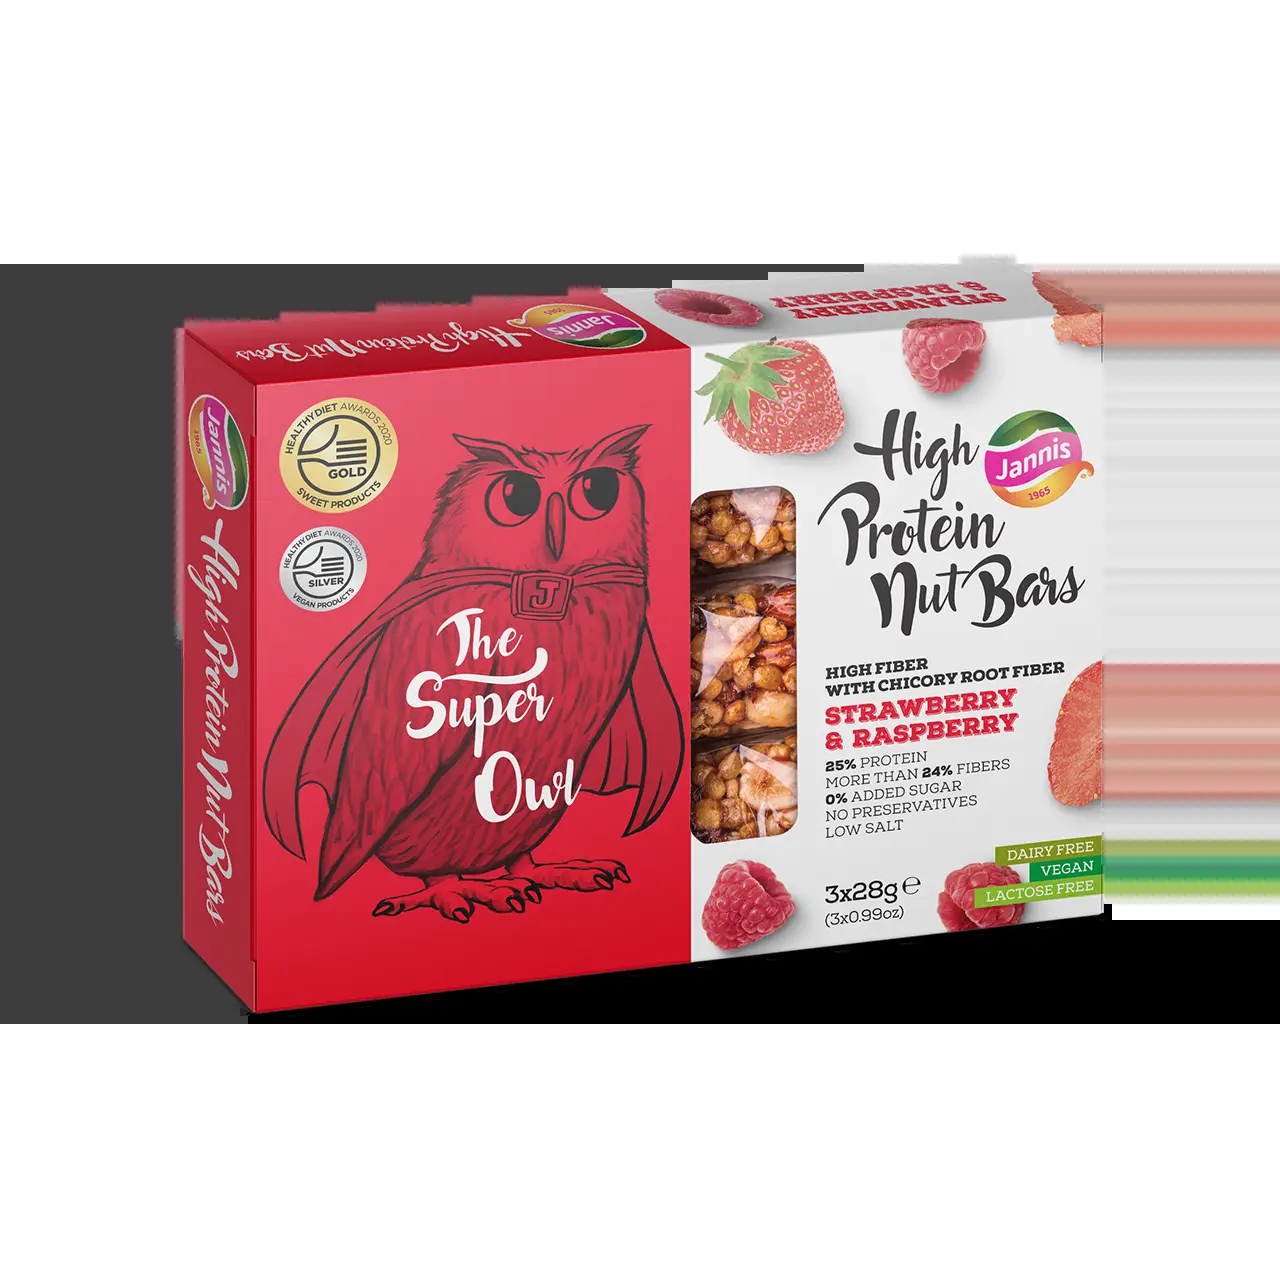 STRAWBERRY
& RASPBERRY
Jannis
1965
High Protein Nut Bars
Jannis
1965
High Protein Nut Bars
HEALTHY DIET AWARDS 2020
GOLD
SWEET PRODUCTS
HEALTHY DIET AWARDS 2020
SILVER
VEGAN PRODUCTS
J
The
Super
Owl
High
Protein
Nut Bars
Jannis
1965
HIGH FIBER
WITH CHICORY ROOT FIBER
STRAWBERRY
& RASPBERRY
25% PROTEIN
MORE THAN 24% FIBERS
0% ADDED SUGAR
NO PRESERVATIVES
LOW SALT
3x28g e
(3x0.99oz)
DAIRY FREE
VEGAN
LACTOSE FREE